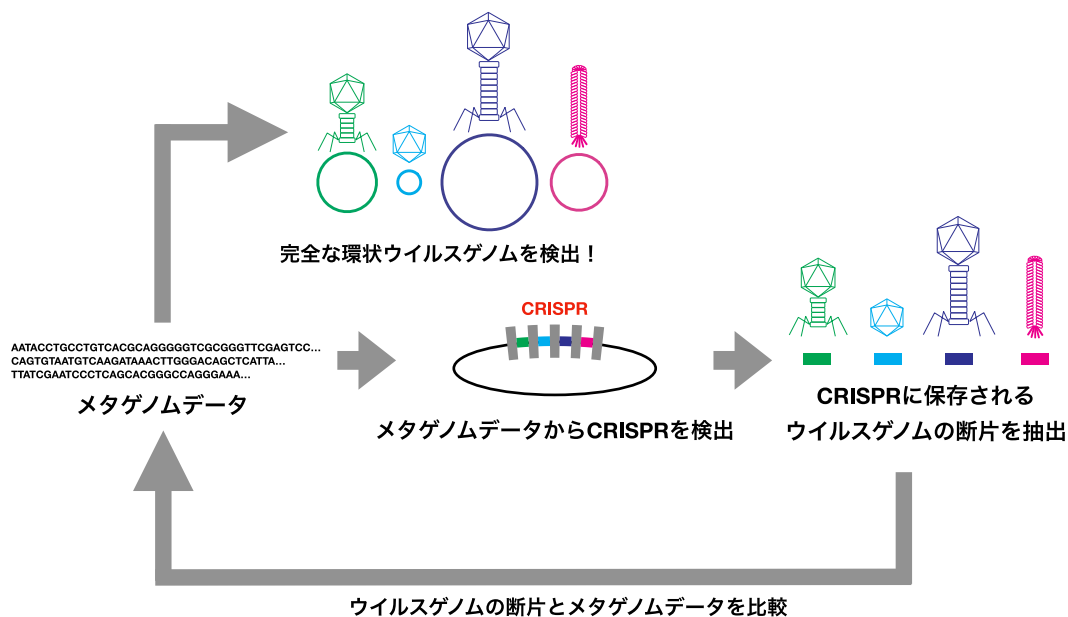 完全な環状ウイルスゲノムを検出！
CRISPR
AATACCTGCCTGTCACGCAGGGGGTCGCGGGTTCGAGTCC...
CAGTGTAATGTCAAGATAAACTTGGGACAGCTCATTA...
TTATCGAATCCCTCAGCACGGGCCAGGGAAA...
メタゲノムデータ
メタゲノムデータからCRISPRを検出
CRISPRに保存される
ウイルスゲノムの断片を抽出
ウイルスゲノムの断片とメタゲノムデータを比較